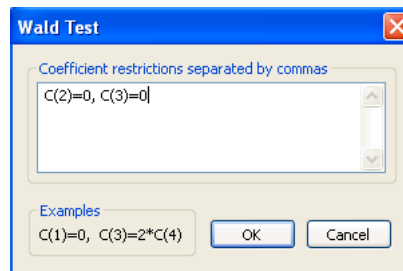 Wald Test
Coefficient restrictions separated by commas
C(2)=0, C(3)=0
Examples
C(1)=0, C(3)=2*C(4)
OK
Cancel